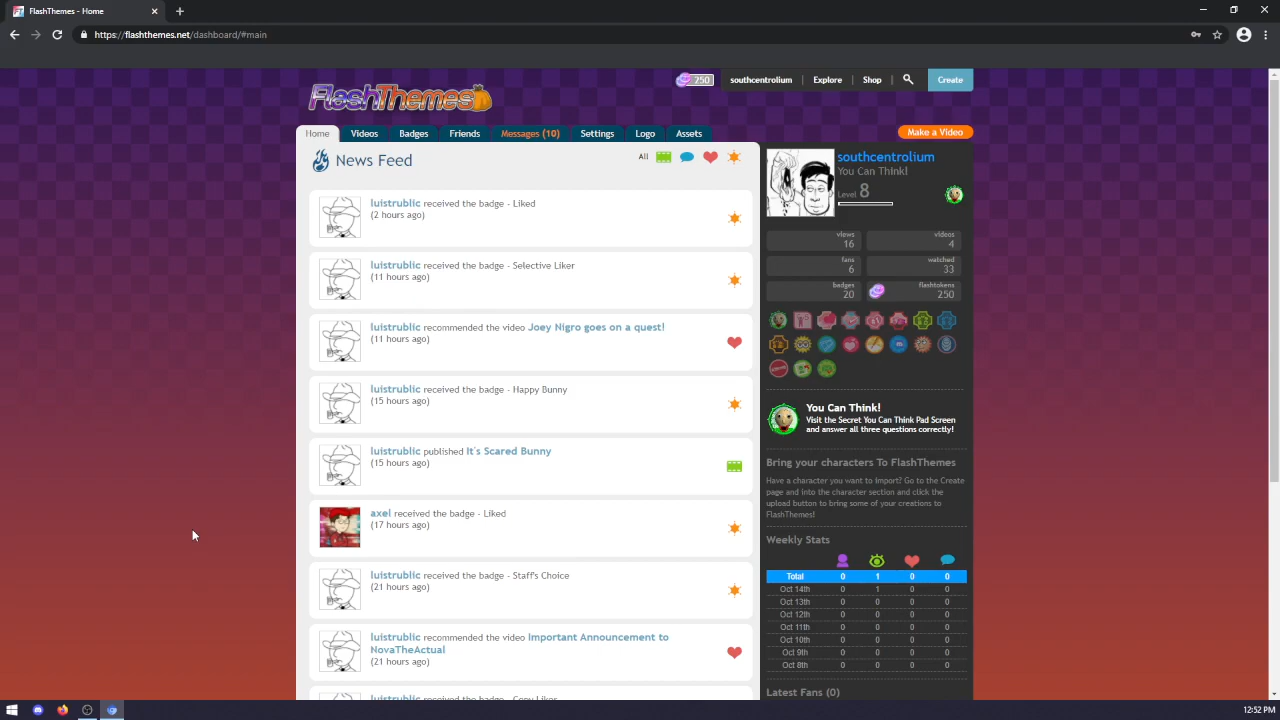 FlashThemes - Home
https://flashthemes.net/dashboard/#main
250
southcentrolium | Explore | Shop | Create
FlashThemes
Home Videos Badges Friends Messages (10) Settings Logo Assets
Make a Video
News Feed
All
luistrublic received the badge - Liked
(2 hours ago)
luistrublic received the badge - Selective Liker
(11 hours ago)
luistrublic recommended the video Joey Nigro goes on a quest!
(11 hours ago)
luistrublic received the badge - Happy Bunny
(15 hours ago)
luistrublic published It´s Scared Bunny
(15 hours ago)
axel received the badge - Liked
(17 hours ago)
luistrublic received the badge - Staff's Choice
(21 hours ago)
luistrublic recommended the video Important Announcement to
NovaTheActual
(21 hours ago)
luistrublic received the badge - Copy Liker
southcentrolium
You Can Think!
Level 8
views
16
videos
4
fans
6
watched
33
badges
20
flashtokens
250
You Can Think!
Visit the Secret You Can Think Pad Screen
and answer all three questions correctly!
Bring your characters To FlashThemes
Have a character you want to import? Go to the Create
page and into the character section and click the
upload button to bring some of your creations to
FlashThemes!
Weekly Stats
Total 0 1 0 0
Oct 14th 0 1 0 0
Oct 13th 0 0 0 0
Oct 12th 0 0 0 0
Oct 11th 0 0 0 0
Oct 10th 0 0 0 0
Oct 9th 0 0 0 0
Oct 8th 0 0 0 0
Latest Fans (0)
12:52 PM